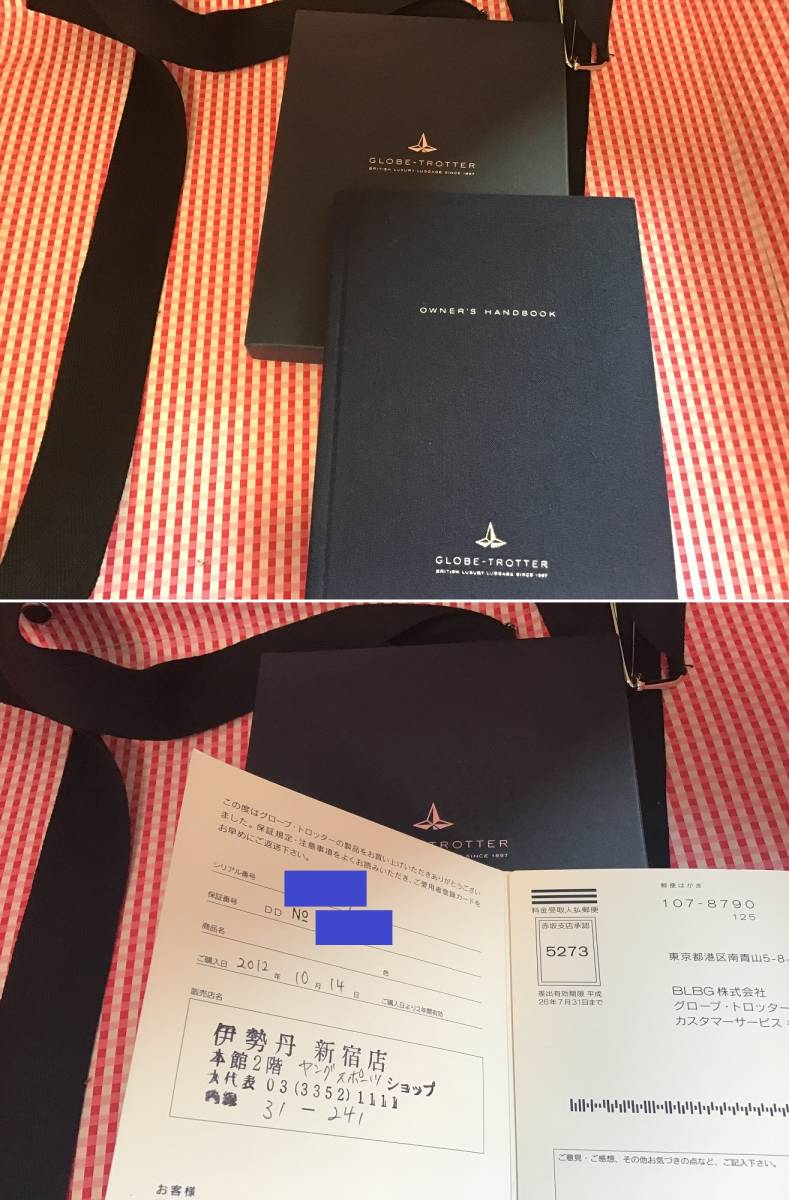 GLOBE-TROTTER
BRITISH LUXURY LUGGAGE SINCE 1897
OWNER'S HANDBOOK
GLOBE-TROTTER
BRITISH LUXURY LUGGAGE SINCE 1897
TROTTER
SINCE 1897
この度はグローブ・トロッターの製品をお買い上げいただきありがとうござい
ました。保証規定・注意事項をよくお読みいただき、ご愛用者登録カードを
お早めにご返送下さい。
シリアル番号
保証番号 DD No
商品名
色
ご購入日 2012 年 10 月 14 日 ご購入日より2年間有効
販売店名
伊勢丹 新宿店
本館2階 ヤングスポーツ ショップ
大代表 03(3352)1111
内線 31-241
お客様
郵便はがき
料金受取人払郵便
赤坂支店承認
5273
差出有効期限 平成
26年7月31日まで
107-8790
125
東京都港区南青山5-8-
BLBG株式会社
グローブ・トロッター
カスタマーサービス
ご意見・ご感想、その他お気づきの点など、ご記入下さい。